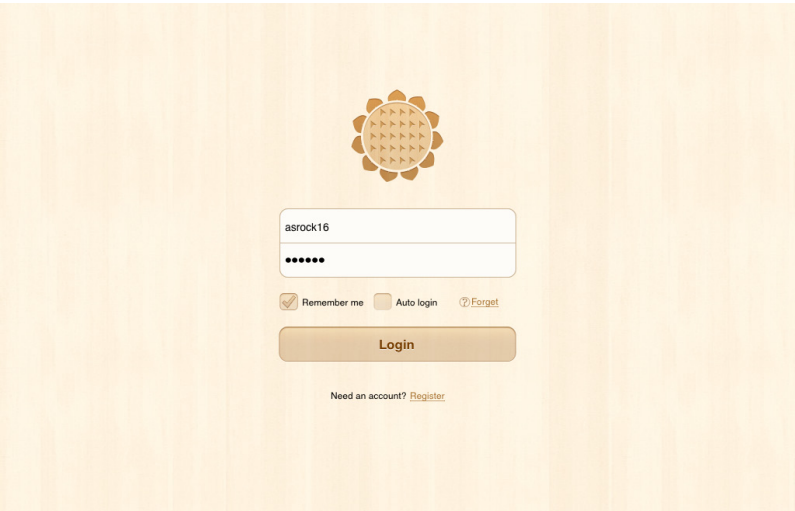 asrock16
••••••
Remember me Auto login ? Forget
Login
Need an account? Register